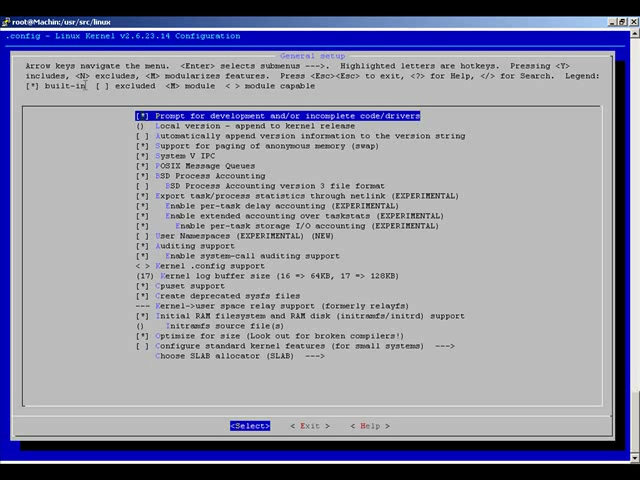 root@Machin:/usr/src/linux
.config - Linux Kernel v2.6.23.14 Configuration
General setup
Arrow keys navigate the menu. <Enter> selects submenus --->. Highlighted letters are hotkeys. Pressing <Y>
includes, <N> excludes, <M> modularizes features. Press <Esc><Esc> to exit, <?> for Help, </> for Search. Legend:
[*] built-in [ ] excluded <M> module < > module capable
[*] Prompt for development and/or incomplete code/drivers
() Local version - append to kernel release
[ ] Automatically append version information to the version string
[*] Support for paging of anonymous memory (swap)
[*] System V IPC
[*] POSIX Message Queues
[*] BSD Process Accounting
[ ] BSD Process Accounting version 3 file format
[*] Export task/process statistics through netlink (EXPERIMENTAL)
[*] Enable per-task delay accounting (EXPERIMENTAL)
[*] Enable extended accounting over taskstats (EXPERIMENTAL)
[*] Enable per-task storage I/O accounting (EXPERIMENTAL)
[ ] User Namespaces (EXPERIMENTAL) (NEW)
[*] Auditing support
[*] Enable system-call auditing support
< > Kernel .config support
(17) Kernel log buffer size (16 => 64KB, 17 => 128KB)
[*] Cpuset support
[*] Create deprecated sysfs files
--- Kernel->user space relay support (formerly relayfs)
[*] Initial RAM filesystem and RAM disk (initramfs/initrd) support
() Initramfs source file(s)
[*] Optimize for size (Look out for broken compilers!)
[ ] Configure standard kernel features (for small systems) --->
Choose SLAB allocator (SLAB) --->
<Select> < Exit > < Help >